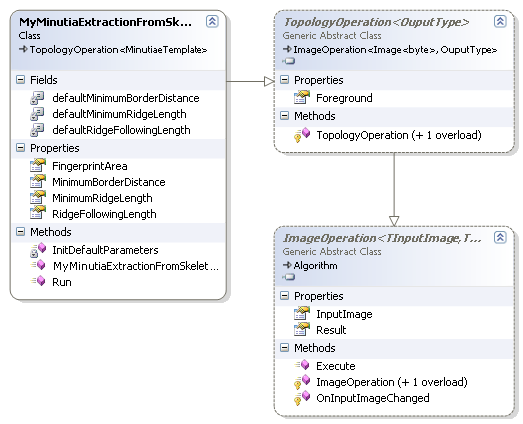 MyMinutiaExtractionFromSke...
Class
TopologyOperation<MinutiaeTemplate>
Fields
defaultMinimumBorderDistance
defaultMinimumRidgeLength
defaultRidgeFollowingLength
Properties
FingerprintArea
MinimumBorderDistance
MinimumRidgeLength
RidgeFollowingLength
Methods
InitDefaultParameters
MyMinutiaExtractionFromSkelet...
Run
TopologyOperation<OuputType>
Generic Abstract Class
ImageOperation<Image<byte>, OuputType>
Properties
Foreground
Methods
TopologyOperation (+ 1 overload)
ImageOperation<TInputImage,T...
Generic Abstract Class
Algorithm
Properties
InputImage
Result
Methods
Execute
ImageOperation (+ 1 overload)
OnInputImageChanged